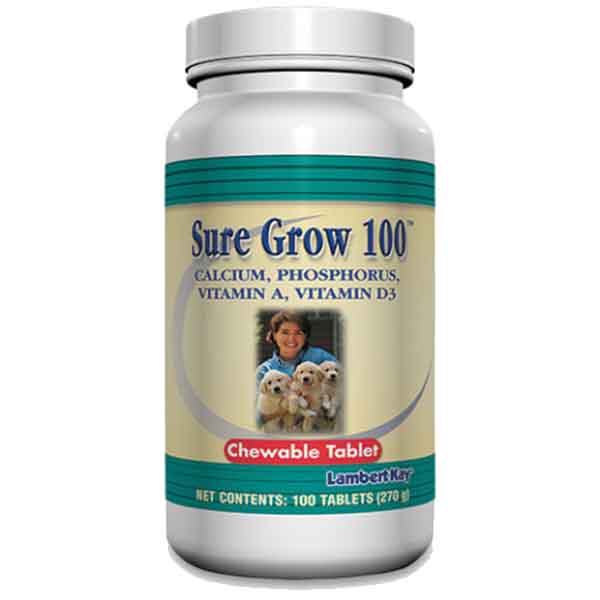 Sure Grow 100™
CALCIUM, PHOSPHORUS,
VITAMIN A, VITAMIN D3
Chewable Tablet
LambertKay®
NET CONTENTS: 100 TABLETS (270 g)